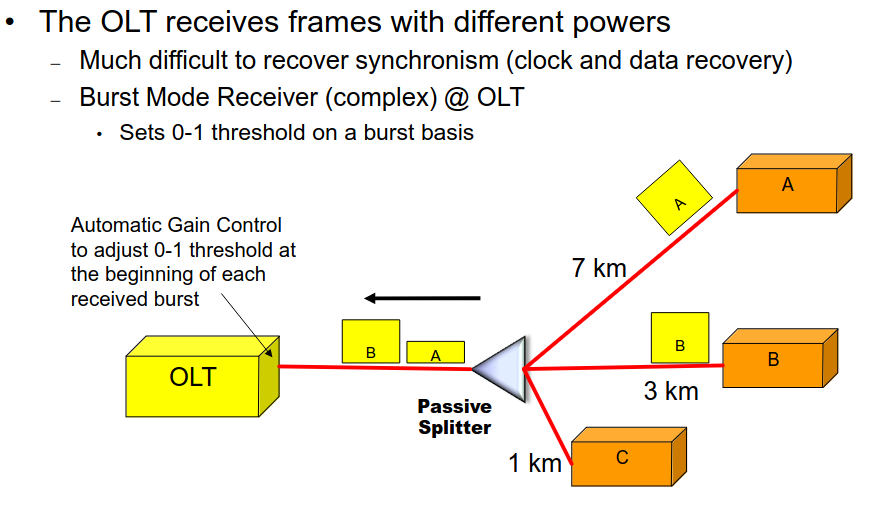 • The OLT receives frames with different powers
– Much difficult to recover synchronism (clock and data recovery)
– Burst Mode Receiver (complex) @ OLT
• Sets 0-1 threshold on a burst basis
Automatic Gain Control
to adjust 0-1 threshold at
the beginning of each
received burst
A
A
7 km
B
A
B
B
OLT
3 km
Passive
Splitter
1 km
C